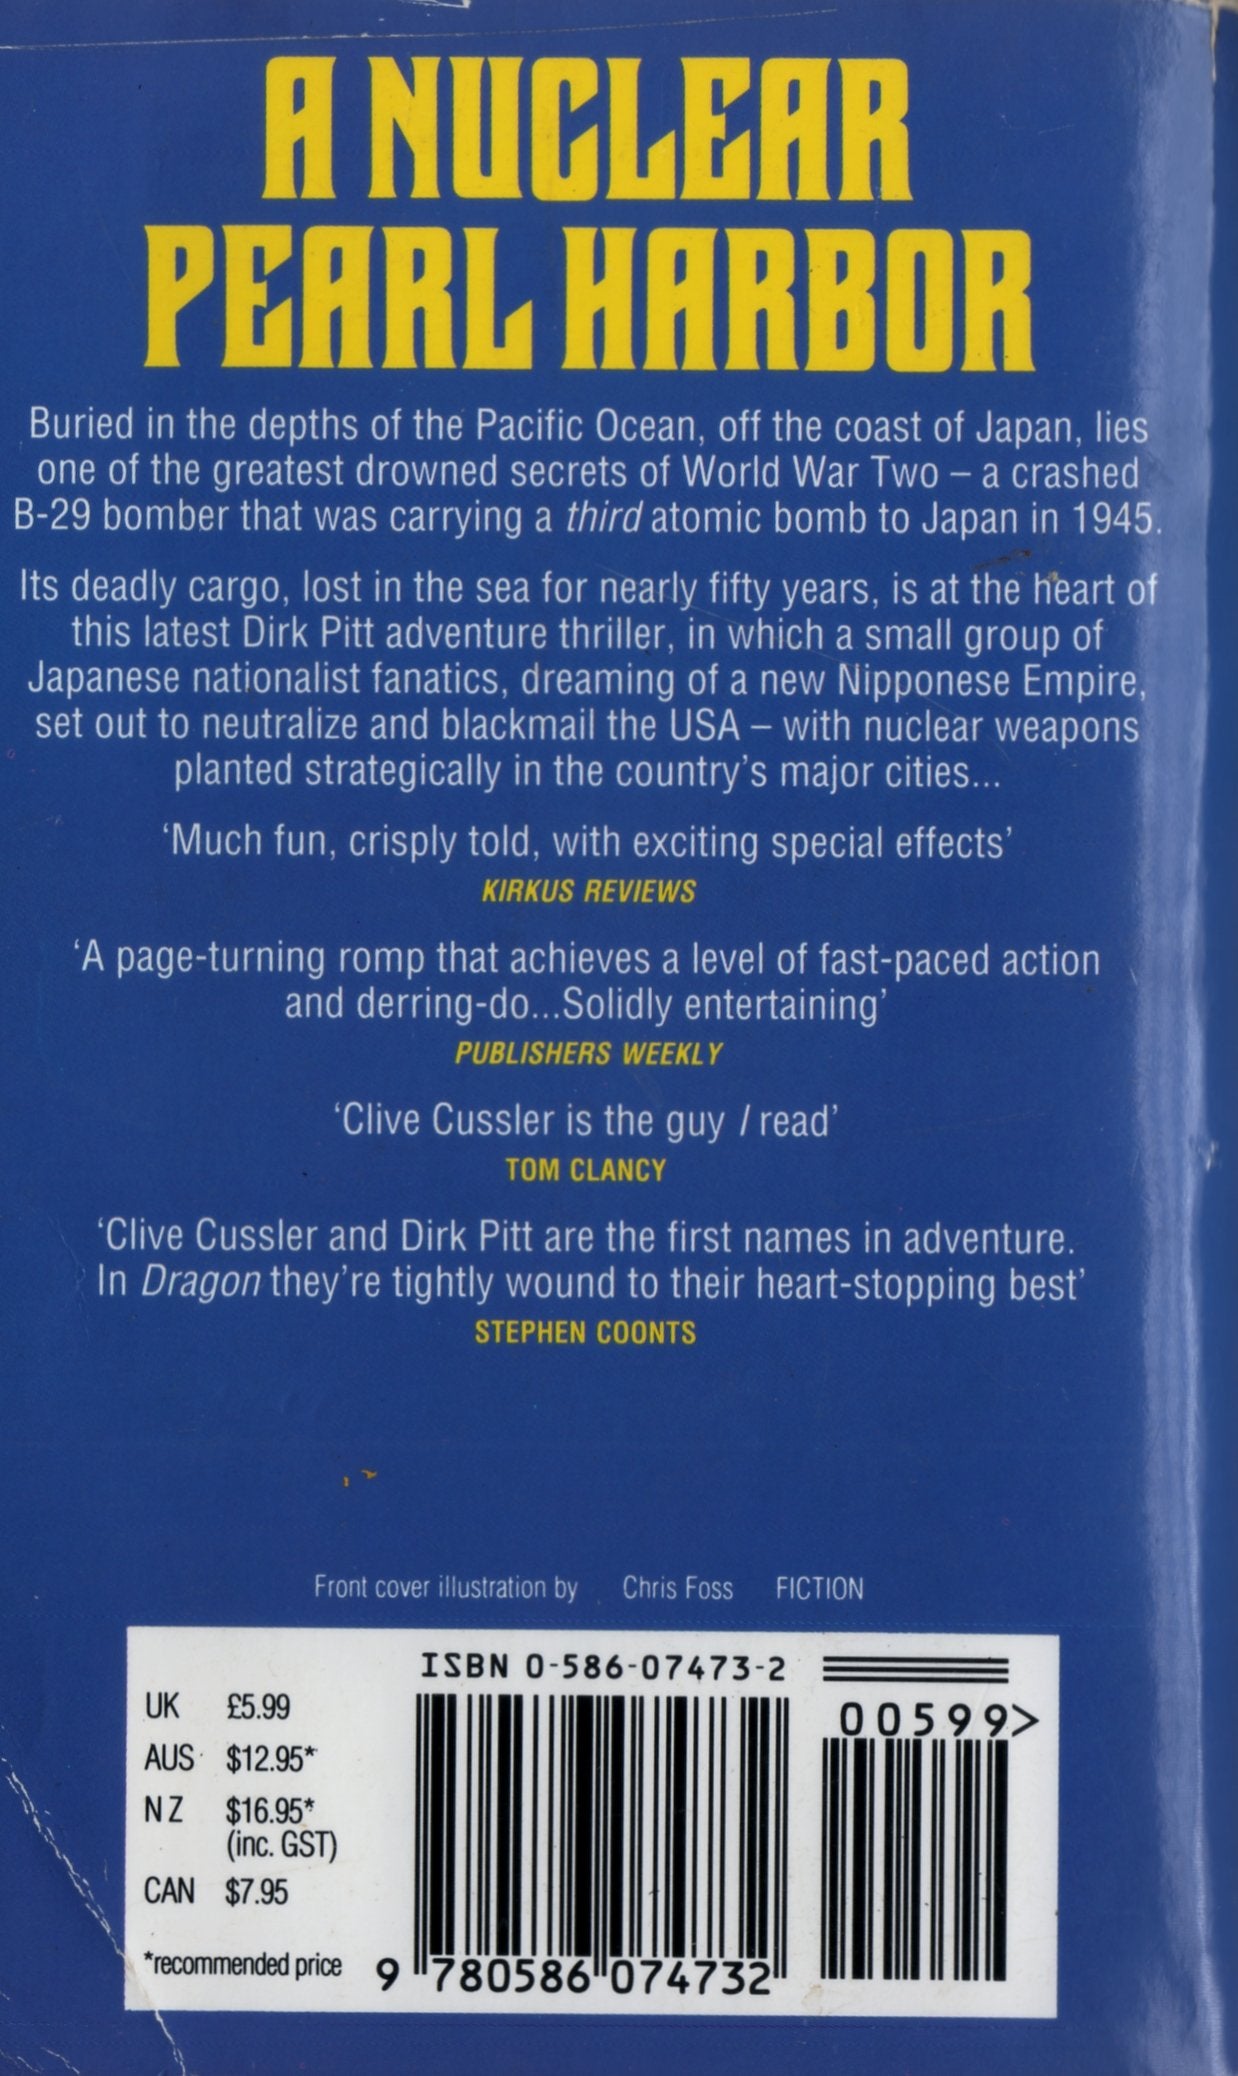 A NUCLEAR
PEARL HARBOR
Buried in the depths of the Pacific Ocean, off the coast of Japan, lies
one of the greatest drowned secrets of World War Two – a crashed
B-29 bomber that was carrying a third atomic bomb to Japan in 1945.
Its deadly cargo, lost in the sea for nearly fifty years, is at the heart of
this latest Dirk Pitt adventure thriller, in which a small group of
Japanese nationalist fanatics, dreaming of a new Nipponese Empire,
set out to neutralize and blackmail the USA – with nuclear weapons
planted strategically in the country's major cities...
‘Much fun, crisply told, with exciting special effects’
KIRKUS REVIEWS
‘A page-turning romp that achieves a level of fast-paced action
and derring-do...Solidly entertaining’
PUBLISHERS WEEKLY
‘Clive Cussler is the guy I read’
TOM CLANCY
‘Clive Cussler and Dirk Pitt are the first names in adventure.
In Dragon they're tightly wound to their heart-stopping best’
STEPHEN COONTS
Front cover illustration by Chris Foss FICTION
ISBN 0-586-07473-2
00599>
UK £5.99
AUS $12.95*
NZ $16.95*
(inc. GST)
CAN $7.95
*recommended price
9 780586 074732